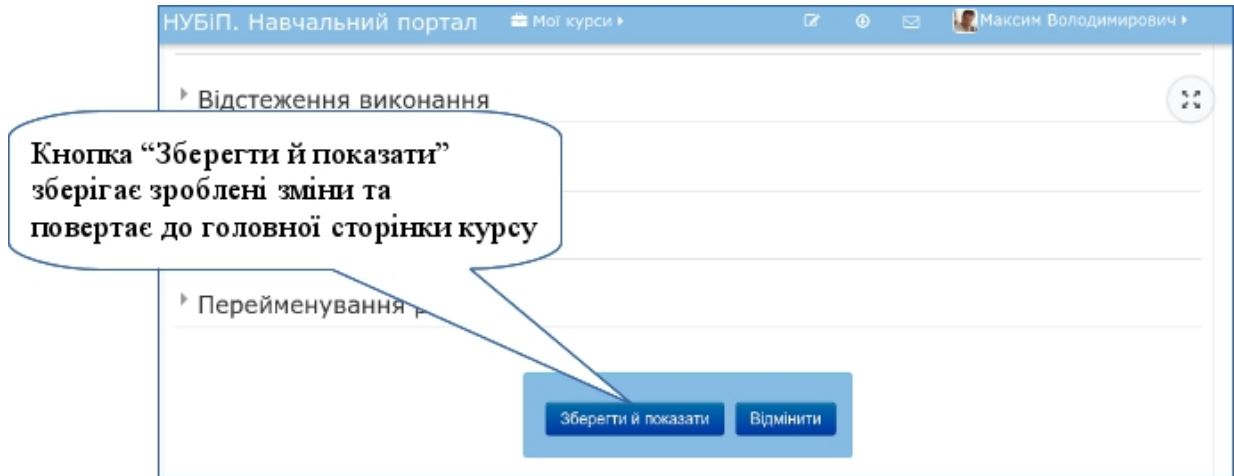 НУБіП. Навчальний портал Мої курси Максим Володимирович
Відстеження виконання
Кнопка “Зберегти й показати”
зберігає зроблені зміни та
повертає до головної сторінки курсу
Перейменування
Зберегти й показати Відмінити